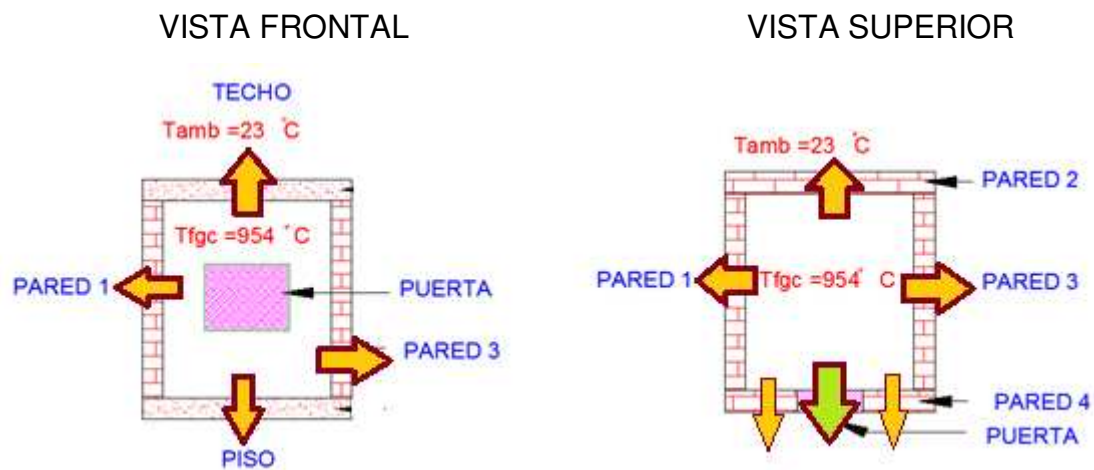 VISTA FRONTAL
TECHO
Tamb =23 °C
Tfgc =954 °C
PARED 1
PUERTA
PARED 3
PISO
VISTA SUPERIOR
Tamb =23 °C
PARED 2
PARED 1
Tfgc =954° C
PARED 3
PARED 4
PUERTA